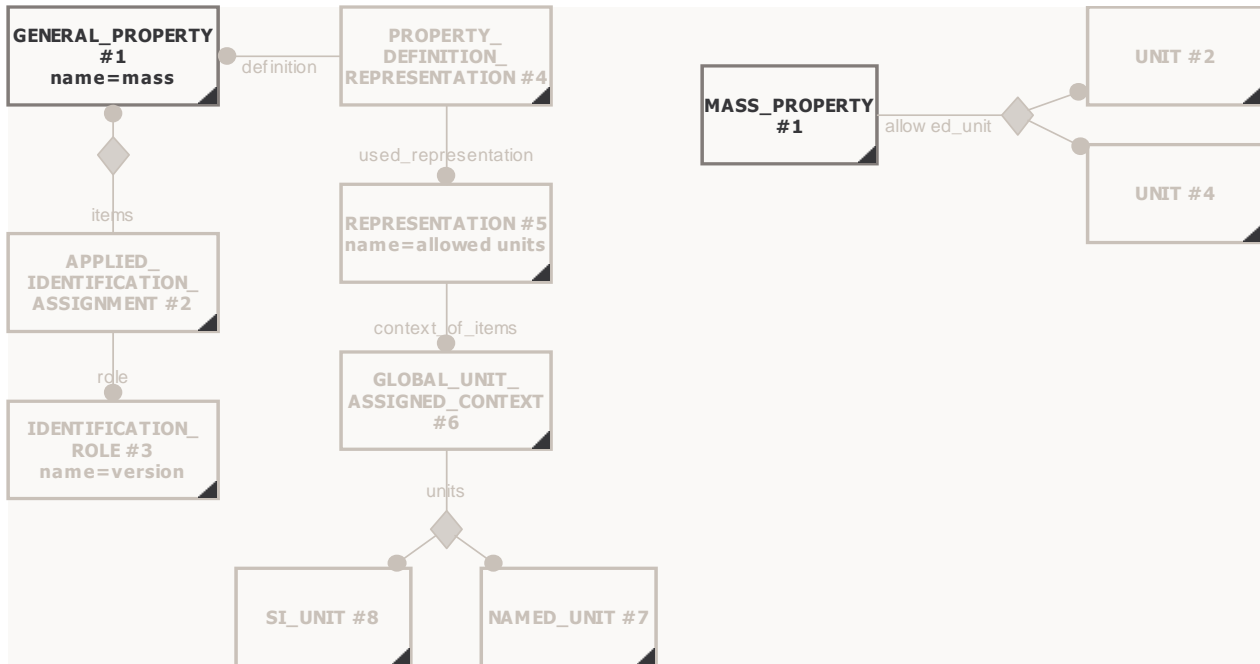 GENERAL_PROPERTY
#1
name=mass
definition
PROPERTY_
DEFINITION_
REPRESENTATION #4
used_representation
items
APPLIED_
IDENTIFICATION_
ASSIGNMENT #2
role
IDENTIFICATION_
ROLE #3
name=version
REPRESENTATION #5
name=allowed units
context_of_items
GLOBAL_UNIT_
ASSIGNED_CONTEXT
#6
units
SI_UNIT #8
NAMED_UNIT #7
MASS_PROPERTY
#1
allow ed_unit
UNIT #2
UNIT #4